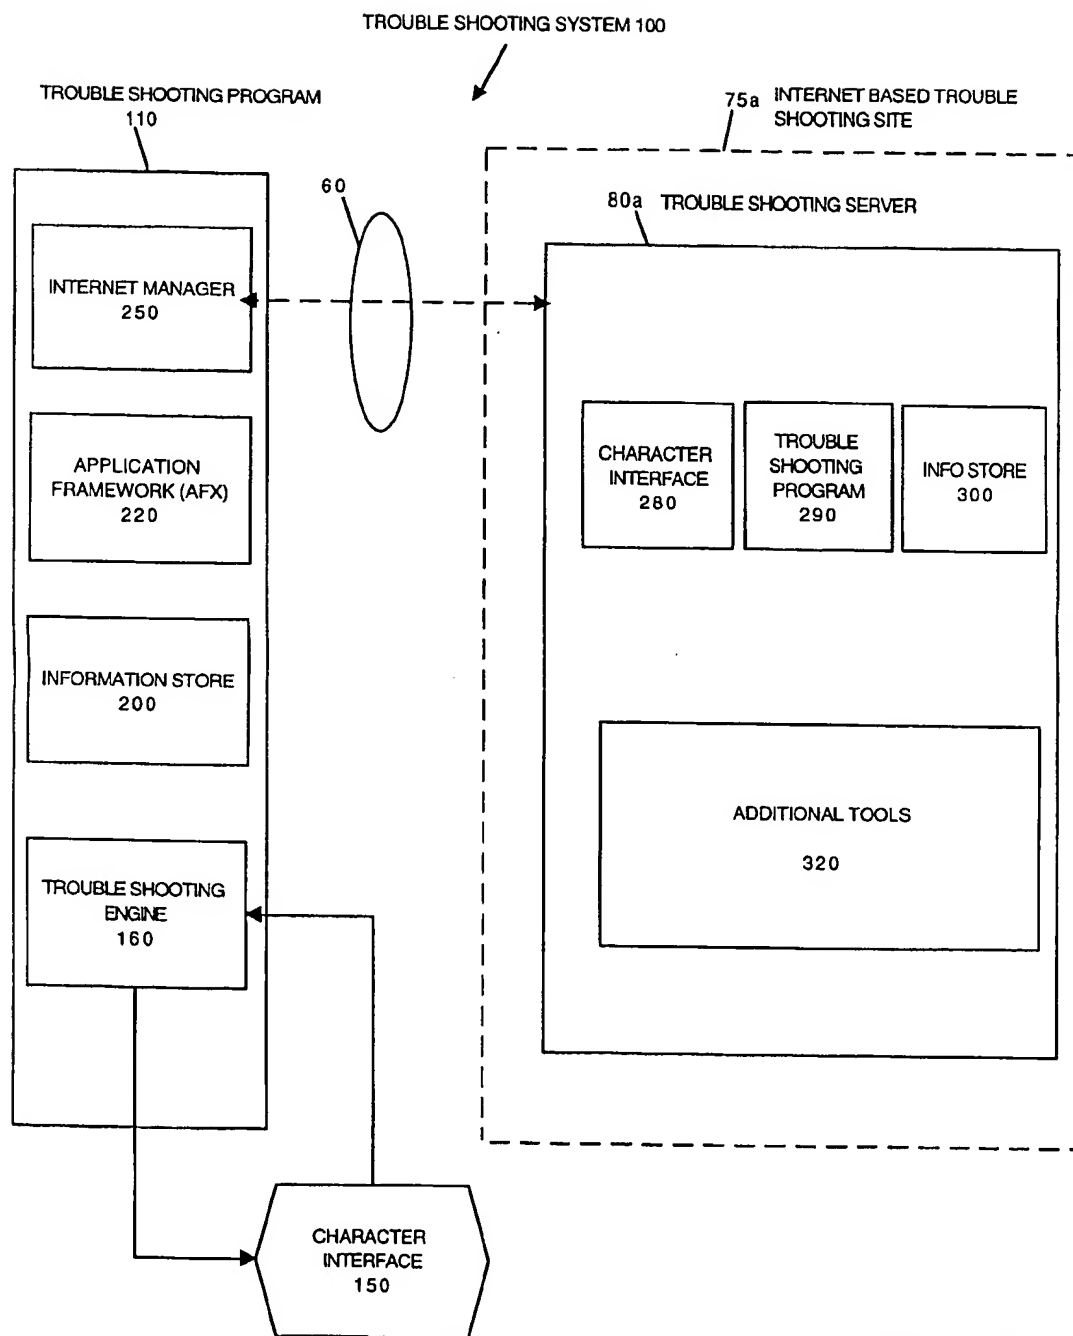 TROUBLE SHOOTING SYSTEM 100
TROUBLE SHOOTING PROGRAM
110
75a INTERNET BASED TROUBLE
SHOOTING SITE
60
80a TROUBLE SHOOTING SERVER
INTERNET MANAGER
250
APPLICATION
FRAMEWORK (AFX)
220
CHARACTER
INTERFACE
280
TROUBLE
SHOOTING
PROGRAM
290
INFO STORE
300
INFORMATION STORE
200
ADDITIONAL TOOLS
320
TROUBLE SHOOTING
ENGINE
160
CHARACTER
INTERFACE
150